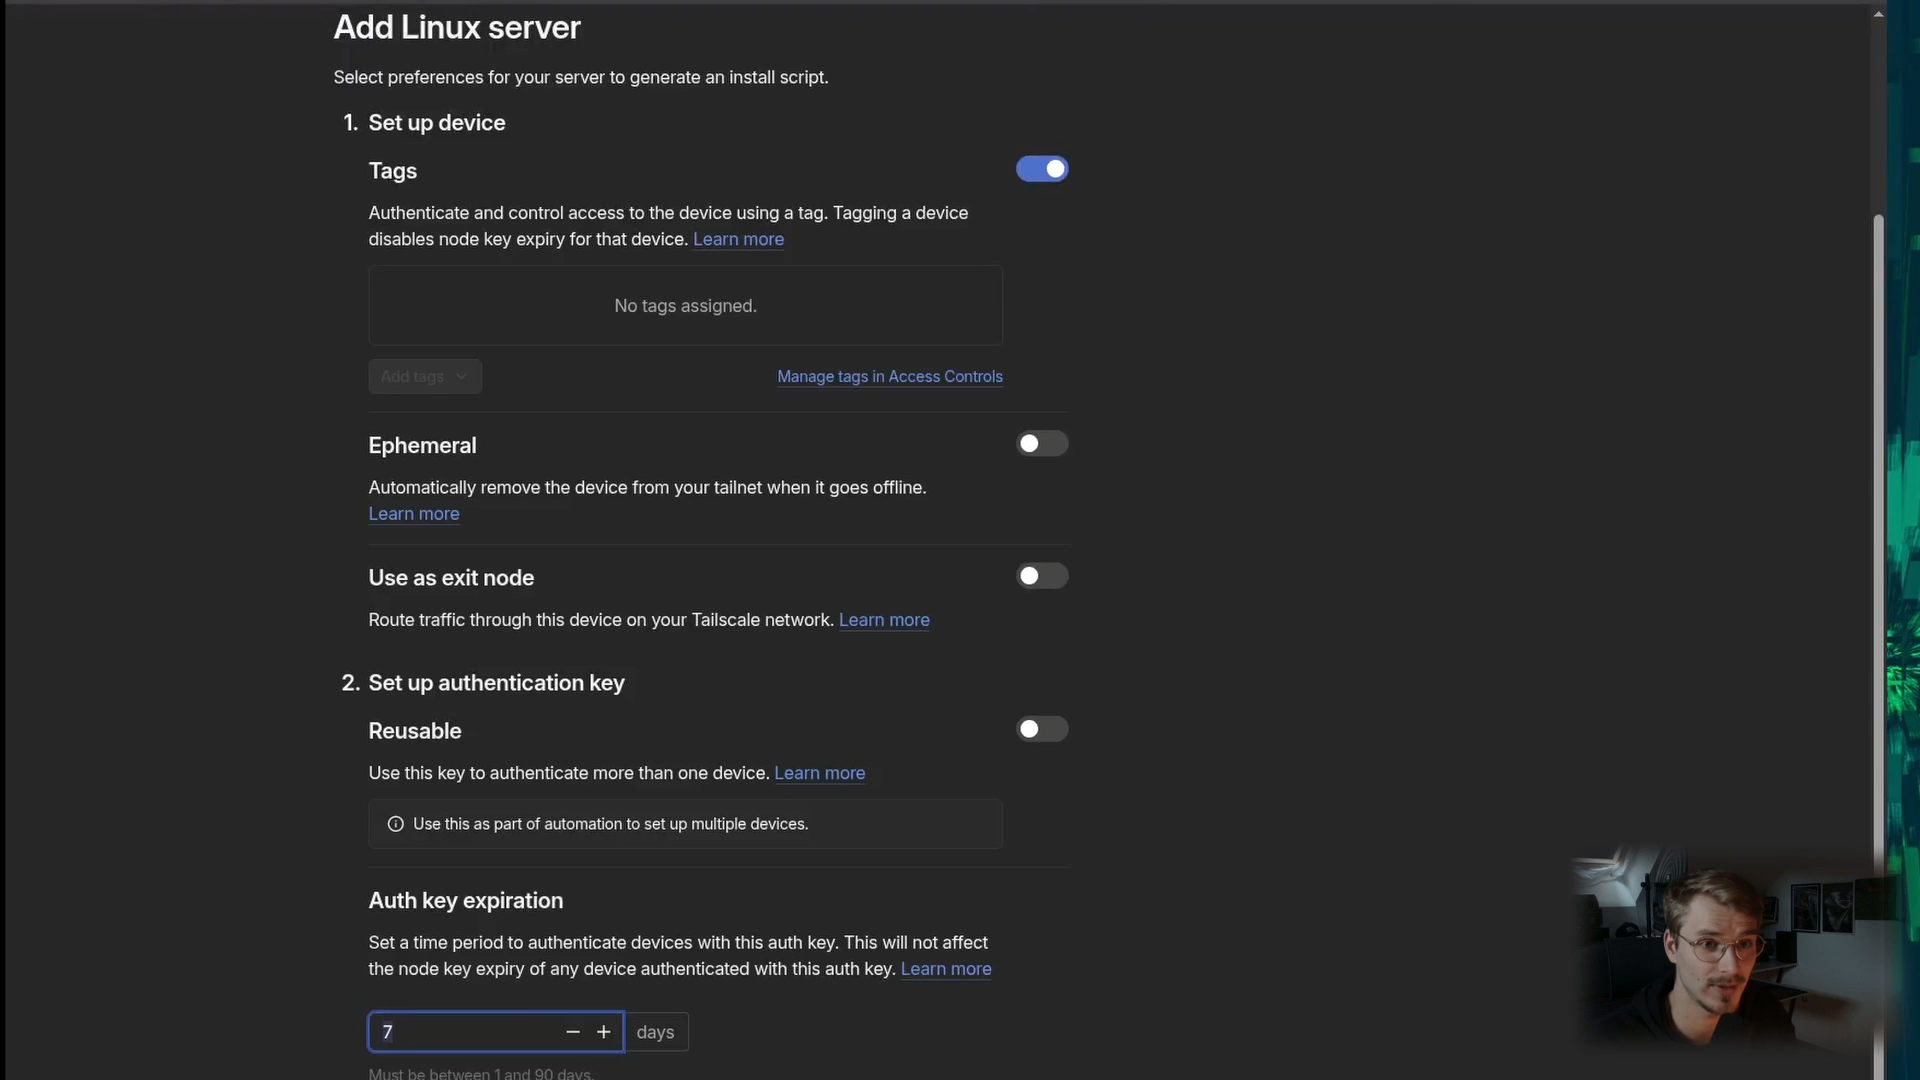 Add Linux server
Select preferences for your server to generate an install script.
1. Set up device
Tags
Authenticate and control access to the device using a tag. Tagging a device
disables node key expiry for that device. Learn more
No tags assigned.
Add tags
Manage tags in Access Controls
Ephemeral
Automatically remove the device from your tailnet when it goes offline.
Learn more
Use as exit node
Route traffic through this device on your Tailscale network. Learn more
2. Set up authentication key
Reusable
Use this key to authenticate more than one device. Learn more
Use this as part of automation to set up multiple devices.
Auth key expiration
Set a time period to authenticate devices with this auth key. This will not affect
the node key expiry of any device authenticated with this auth key. Learn more
7
days
Must be between 1 and 90 days.